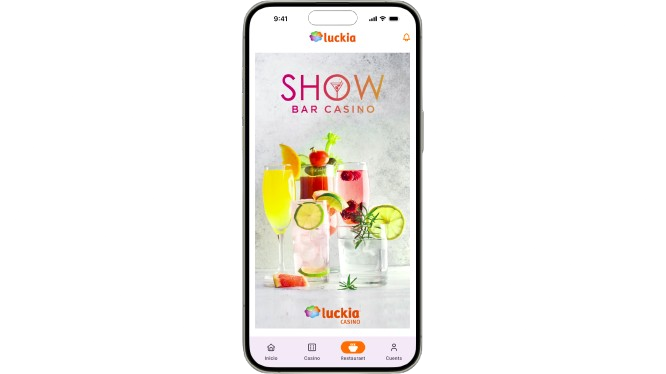 9:41
luckia
SHOW
BAR CASINO
luckia
CASINO
Inicio
Casino
Restaurant
Cuenta